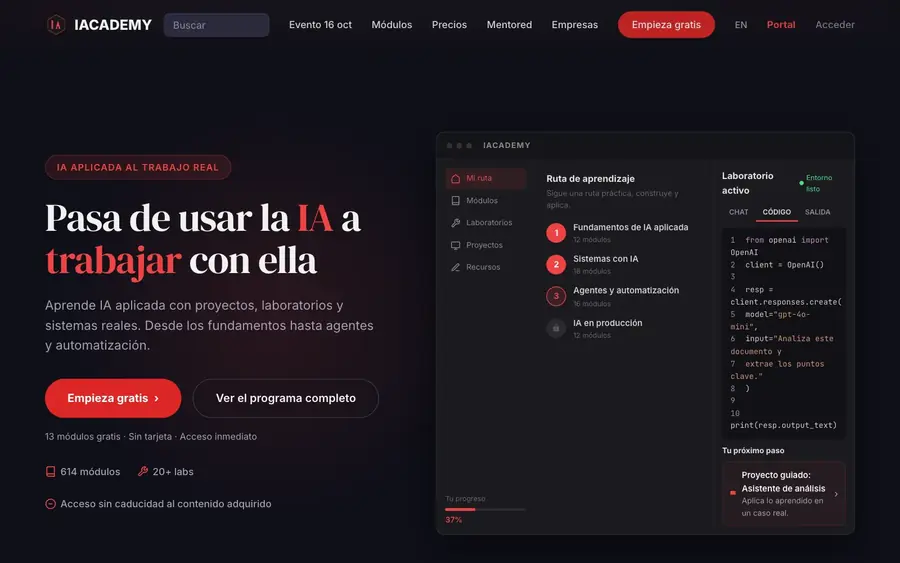 IA IACADEMY Buscar Evento 16 oct Módulos Precios Mentored Empresas Empieza gratis EN Portal Acceder
IA APLICADA AL TRABAJO REAL
Pasa de usar la IA a
trabajar con ella
Aprende IA aplicada con proyectos, laboratorios y
sistemas reales. Desde los fundamentos hasta agentes
y automatización.
Empieza gratis › Ver el programa completo
13 módulos gratis · Sin tarjeta · Acceso inmediato
614 módulos 20+ labs
Acceso sin caducidad al contenido adquirido
IACADEMY
Mi ruta
Módulos
Laboratorios
Proyectos
Recursos
Tu progreso
37%
Ruta de aprendizaje
Sigue una ruta práctica, construye y
aplica.
1 Fundamentos de IA aplicada
12 módulos
2 Sistemas con IA
18 módulos
3 Agentes y automatización
16 módulos
IA en producción
12 módulos
Laboratorio
activo
Entorno
listo
CHAT CÓDIGO SALIDA
1 from openai import
OpenAI
2 client = OpenAI()
3
4 resp =
client.responses.create(
5 model="gpt-4o-
mini",
6 input="Analiza este
documento y
7 extrae los puntos
clave."
8 )
9
10
print(resp.output_text)
Tu próximo paso
Proyecto guiado:
Asistente de análisis
Aplica lo aprendido en
un caso real.
›